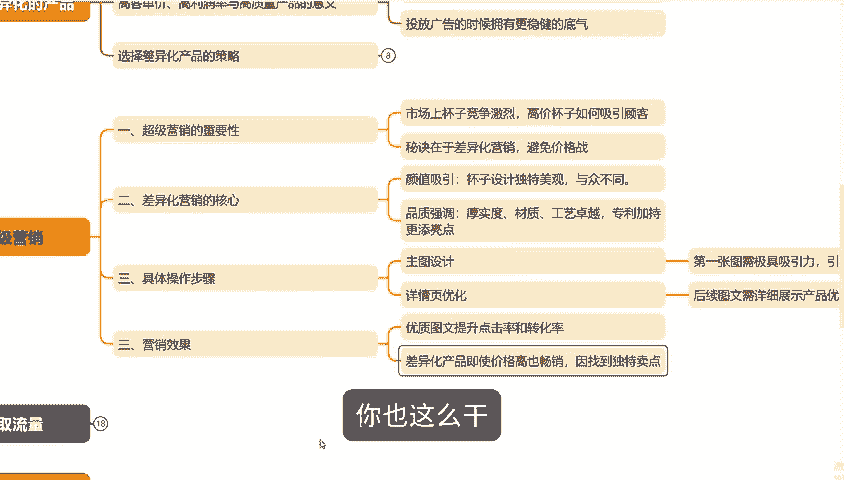 异化的产品
高客单价、高利润率与高质量产品的意义
投放广告的时候拥有更稳健的底气
选择差异化产品的策略
8
一、超级营销的重要性
市场上杯子竞争激烈，高价杯子如何吸引顾客
秘诀在于差异化营销，避免价格战
级营销
二、差异化营销的核心
颜值吸引：杯子设计独特美观，与众不同。
品质强调：厚实度、材质、工艺卓越，专利加持
更添亮点
三、具体操作步骤
主图设计
第一张图需极具吸引力，引
详情页优化
后续图文需详细展示产品优
三、营销效果
优质图文提升点击率和转化率
差异化产品即使价格高也畅销，因找到独特卖点
取流量
18
你也这么干